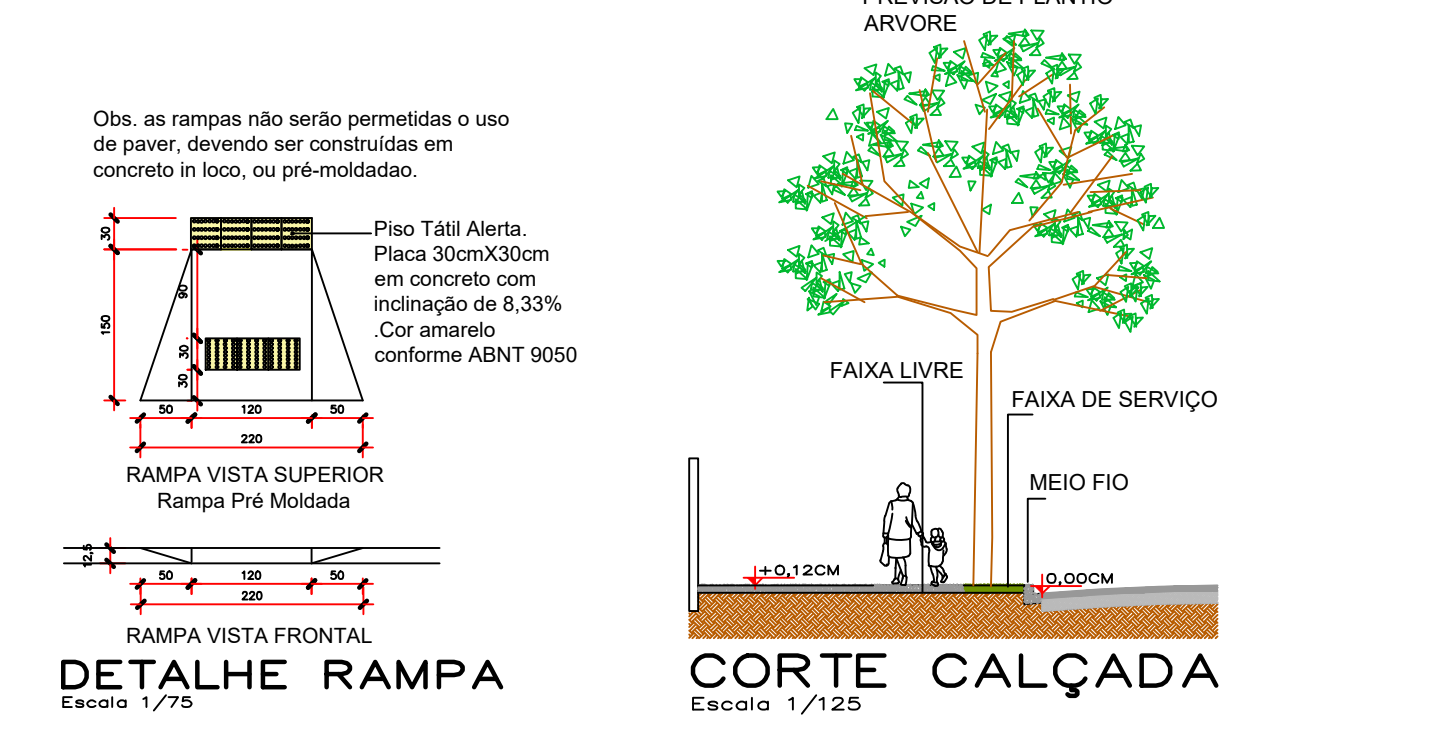 PREVISÃO DE PLANTIO
ARVORE
Obs. as rampas não serão permetidas o uso
de paver, devendo ser construídas em
concreto in loco, ou pré-moldadao.
30
150
90
30
30
Piso Tátil Alerta.
Placa 30cmX30cm
em concreto com
inclinação de 8,33%
.Cor amarelo
conforme ABNT 9050
50 120 50
220
RAMPA VISTA SUPERIOR
Rampa Pré Moldada
12,5
50 120 50
220
RAMPA VISTA FRONTAL
DETALHE RAMPA
Escala 1/75
FAIXA LIVRE
FAIXA DE SERVIÇO
MEIO FIO
+0,12CM
0,00CM
CORTE CALÇADA
Escala 1/125